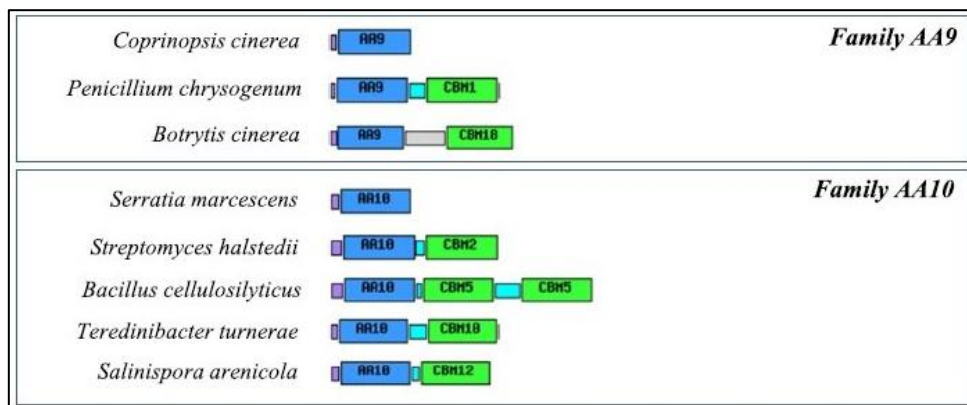 Family AA9
Coprinopsis cinerea AA9
Penicillium chrysogenum AA9 CBM1
Botrytis cinerea AA9 CBM18
Family AA10
Serratia marcescens AA10
Streptomyces halstedii AA10 CBM2
Bacillus cellulosilyticus AA10 CBM5 CBM5
Teredinibacter turnerae AA10 CBM10
Salinispora arenicola AA10 CBM12